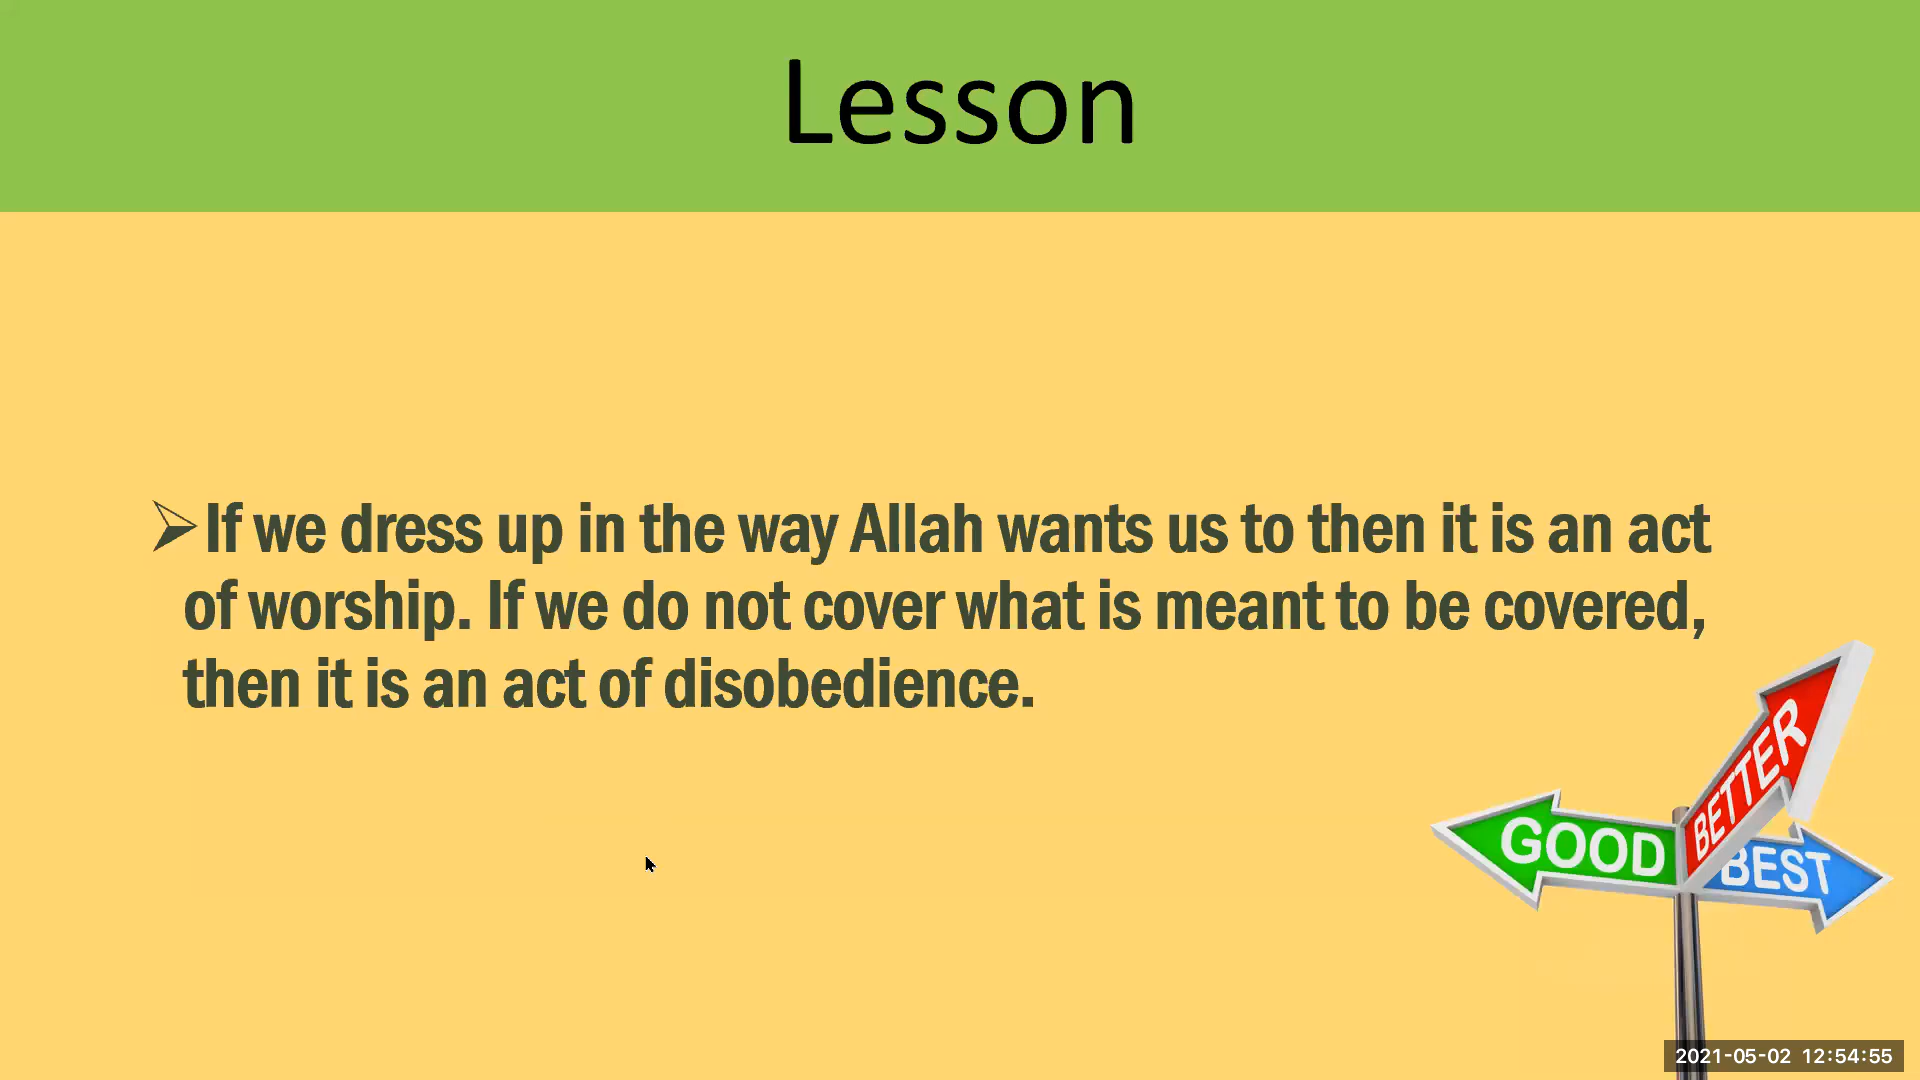 Lesson
If we dress up in the way Allah wants us to then it is an act
of worship. If we do not cover what is meant to be covered,
then it is an act of disobedience.
BETTER
GOOD
BEST
2021-05-02 12:54:55